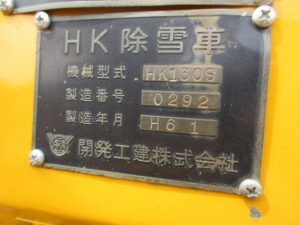 HK除雪車
機械型式 HK130S
製造番号 0292
製造年月 H6 1
開発工建株式会社